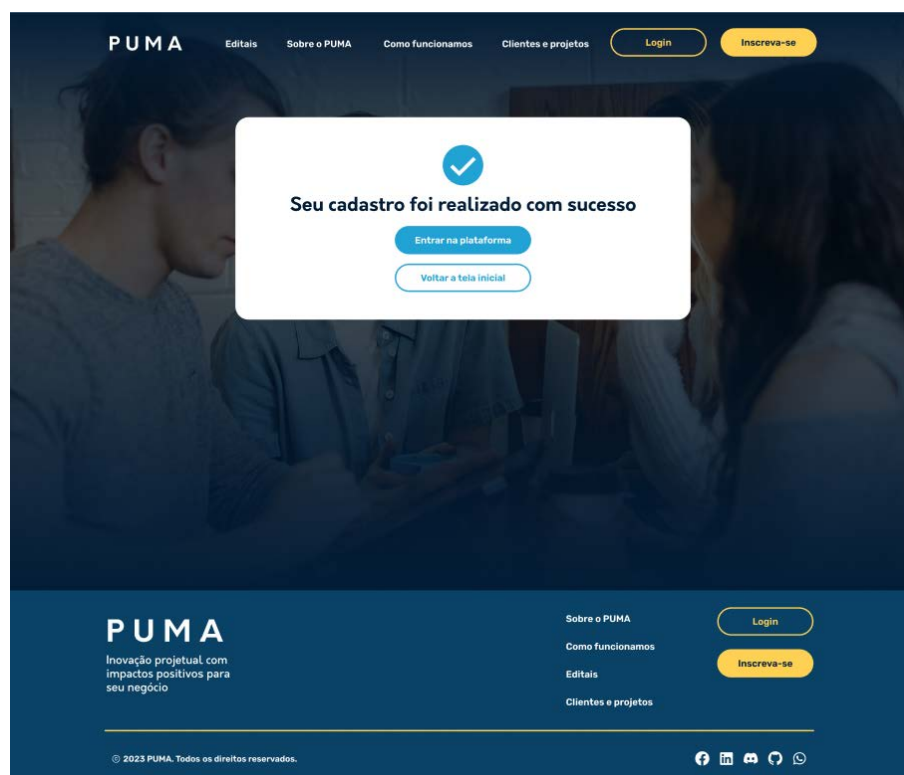 PUMA Editais Sobre o PUMA Como funcionamos Clientes e projetos Login Inscreva-se
Seu cadastro foi realizado com sucesso
Entrar na plataforma
Voltar a tela inicial
PUMA
Inovação projetual com
impactos positivos para
seu negócio
Sobre o PUMA
Como funcionamos
Editais
Clientes e projetos
Login
Inscreva-se
© 2023 PUMA. Todos os direitos reservados.